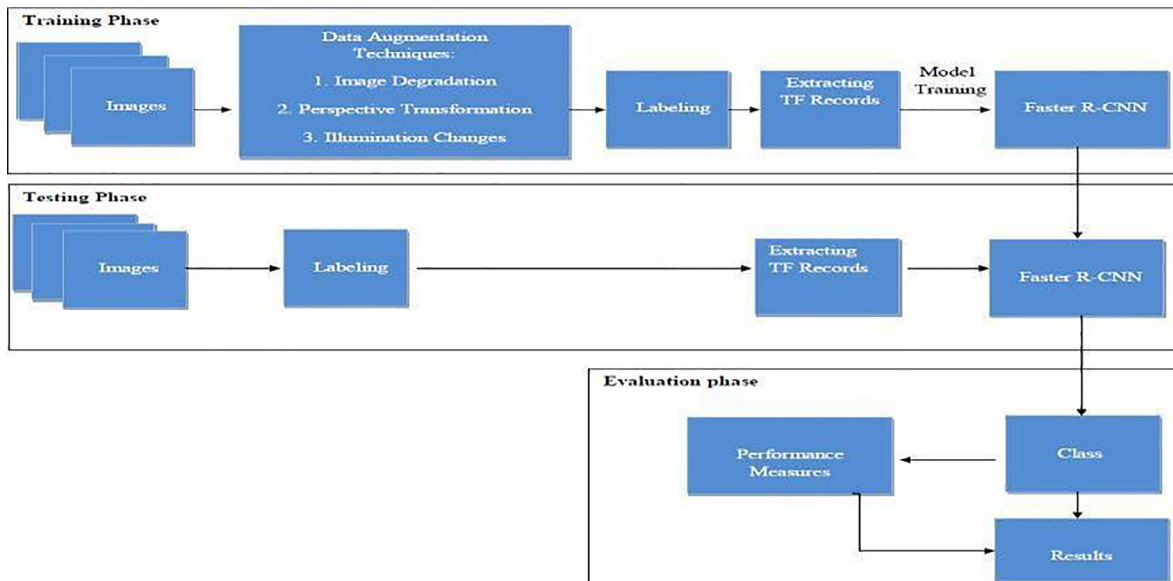 Training Phase
Images
Data Augmentation
Techniques:
1. Image Degradation
2. Perspective Transformation
3. Illumination Changes
Labeling
Extracting
TF Records
Model
Training
Faster R-CNN
Testing Phase
Images
Labeling
Extracting
TF Records
Faster R-CNN
Evaluation phase
Performance
Measures
Class
Results